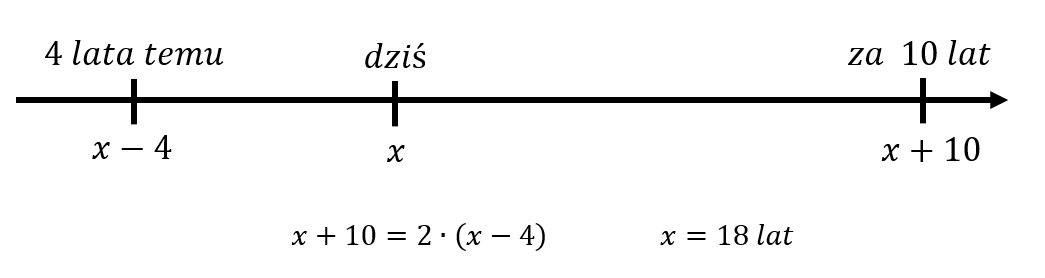 4 lata temu dziś za 10 lat
x − 4 x x + 10
x + 10 = 2 · (x − 4) x = 18 lat